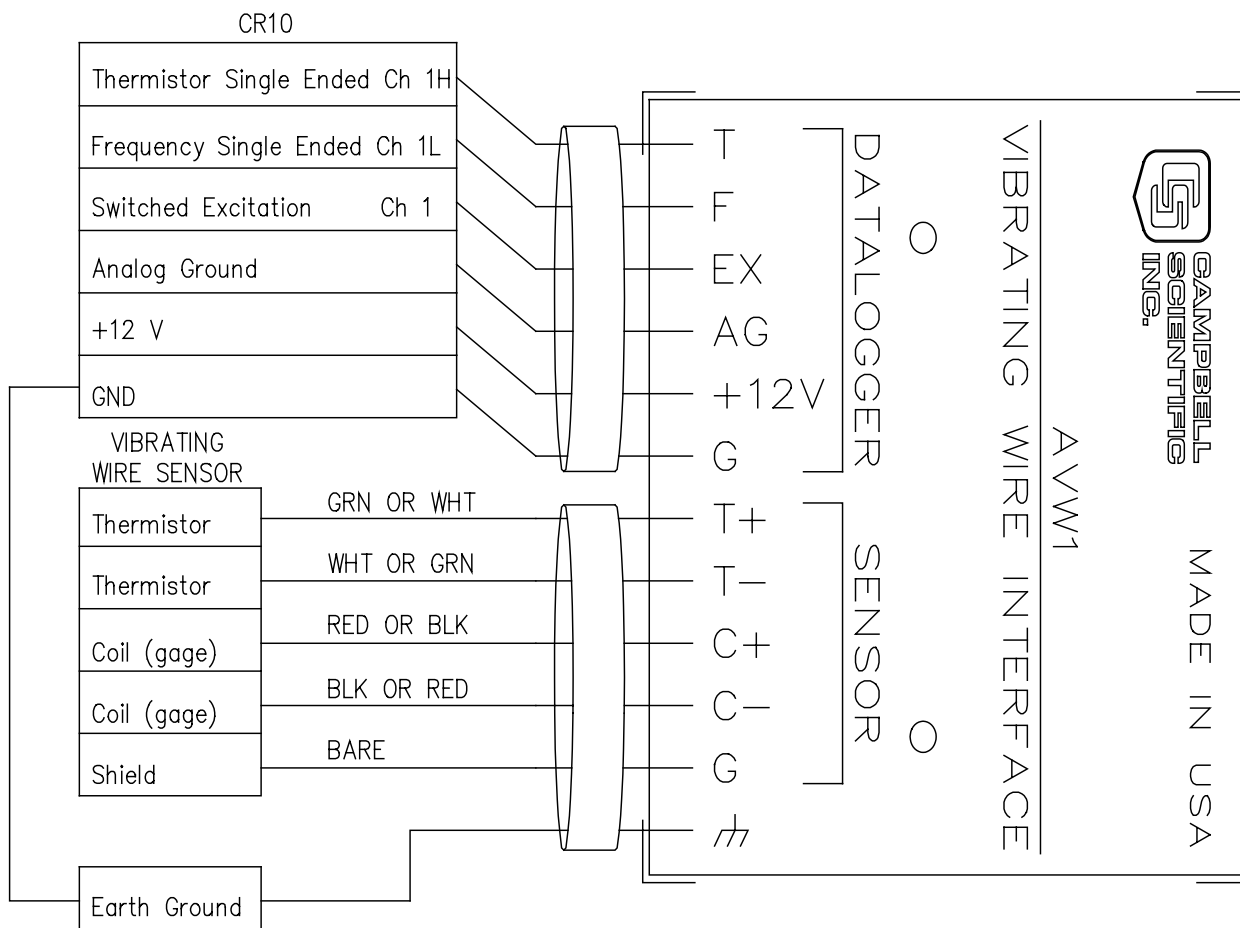 CR10
Thermistor Single Ended Ch 1H
Frequency Single Ended Ch 1L
Switched Excitation Ch 1
Analog Ground
+12 V
GND
VIBRATING
WIRE SENSOR
Thermistor
Thermistor
Coil (gage)
Coil (gage)
Shield
Earth Ground
GRN OR WHT
WHT OR GRN
RED OR BLK
BLK OR RED
BARE
T
F
EX
AG
+12V
G
T+
T−
C+
C−
G
DATALOGGER
SENSOR
VIBRATING WIRE INTERFACE
AVW1
CAMPBELL
SCIENTIFIC
INC.
MADE IN USA